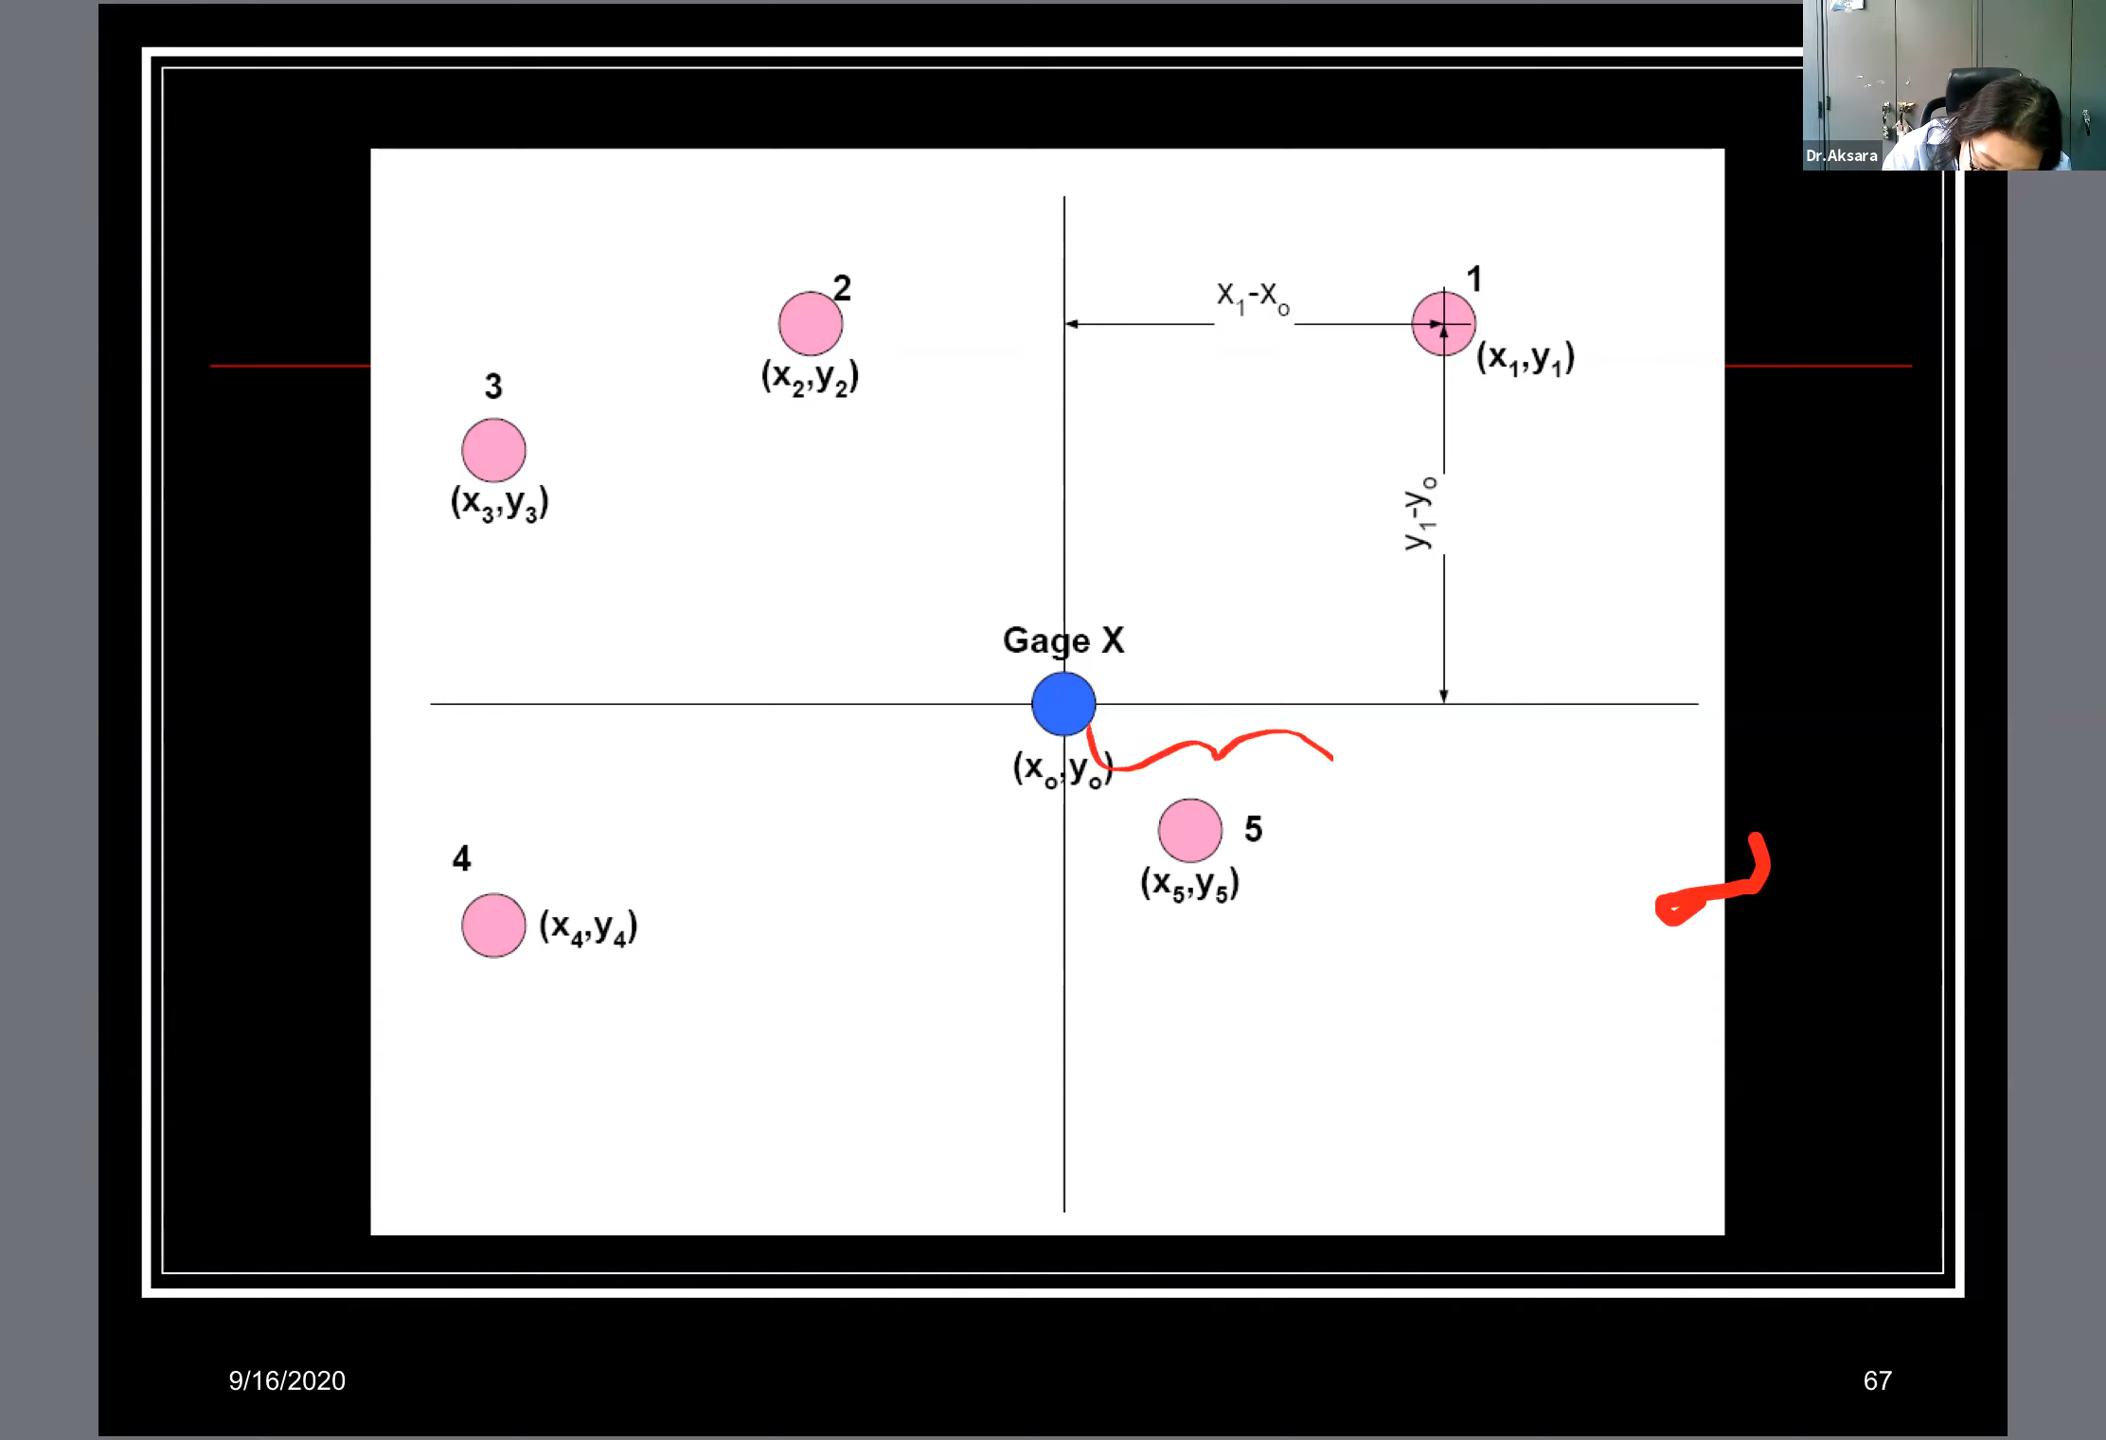 Dr.Aksara
1
2
x₁-xₒ
(x₁,y₁)
(x₂,y₂)
3
(x₃,y₃)
y₁-yₒ
Gage X
(xₒ,yₒ)
5
4
(x₅,y₅)
(x₄,y₄)
9/16/2020
67